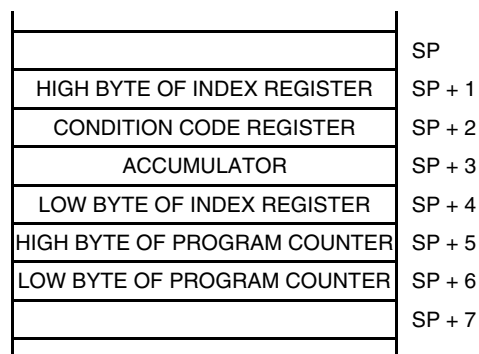 SP
HIGH BYTE OF INDEX REGISTER SP + 1
CONDITION CODE REGISTER SP + 2
ACCUMULATOR SP + 3
LOW BYTE OF INDEX REGISTER SP + 4
HIGH BYTE OF PROGRAM COUNTER SP + 5
LOW BYTE OF PROGRAM COUNTER SP + 6
SP + 7